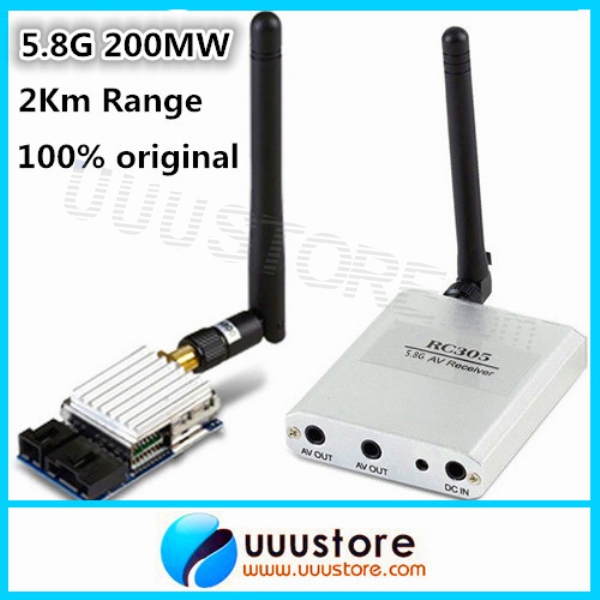 5.8G 200MW
2Km Range
100% original
UUUSTORE.com
RC305
5.8G AV Receiver
AV OUT
AV OUT
DC IN
uuustore
www.uuustore.com